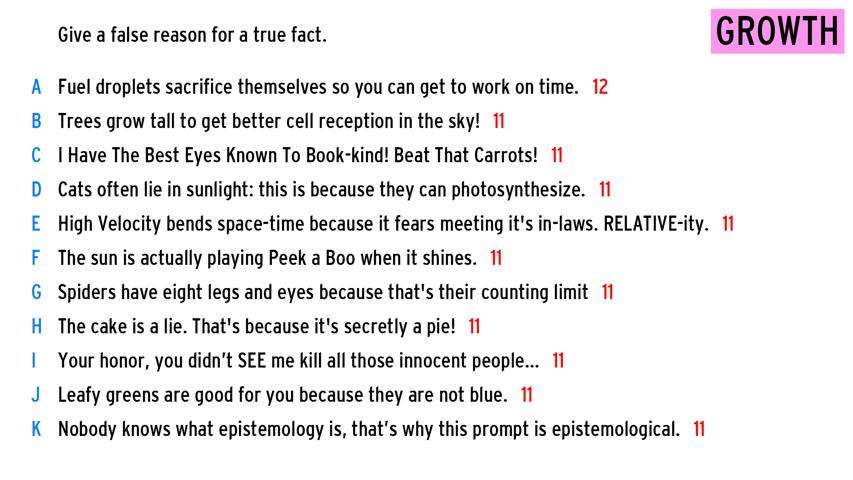 Give a false reason for a true fact.
GROWTH
A Fuel droplets sacrifice themselves so you can get to work on time. 12
B Trees grow tall to get better cell reception in the sky! 11
C I Have The Best Eyes Known To Book-kind! Beat That Carrots! 11
D Cats often lie in sunlight: this is because they can photosynthesize. 11
E High Velocity bends space-time because it fears meeting it's in-laws. RELATIVE-ity. 11
F The sun is actually playing Peek a Boo when it shines. 11
G Spiders have eight legs and eyes because that's their counting limit 11
H The cake is a lie. That's because it's secretly a pie! 11
I Your honor, you didn’t SEE me kill all those innocent people... 11
J Leafy greens are good for you because they are not blue. 11
K Nobody knows what epistemology is, that’s why this prompt is epistemological. 11